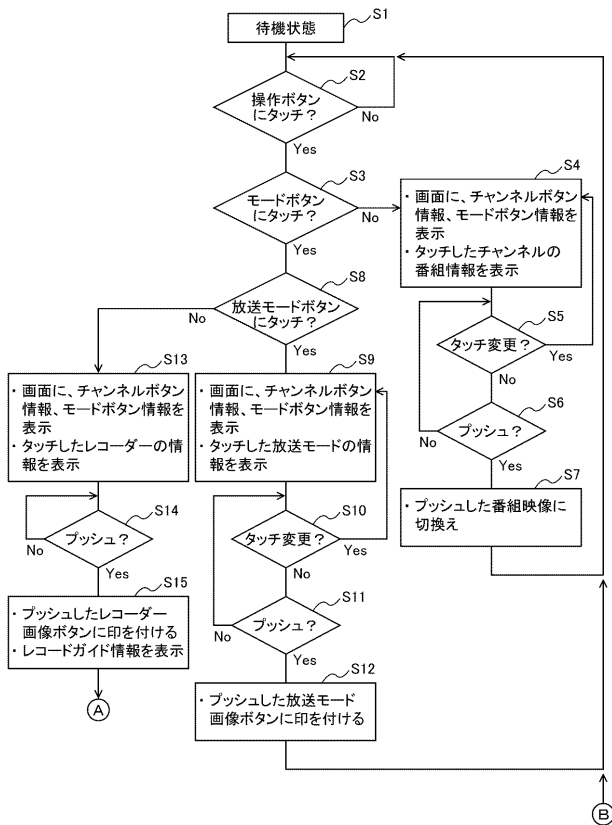 S1
待機状態
S2
操作ボタン
にタッチ？
No
Yes
S3
モードボタン
にタッチ？
No
Yes
S4
・画面に、チャンネルボタン
情報、モードボタン情報を
表示
・タッチしたチャンネルの
番組情報を表示
S5
タッチ変更？
Yes
No
S6
プッシュ？
No
Yes
S7
・プッシュした番組映像に
切換え
S8
放送モードボタン
にタッチ？
No
Yes
S9
・画面に、チャンネルボタン
情報、モードボタン情報を
表示
・タッチした放送モードの情
報を表示
S10
タッチ変更？
Yes
No
S11
プッシュ？
No
Yes
S12
・プッシュした放送モード
画像ボタンに印を付ける
S13
・画面に、チャンネルボタン
情報、モードボタン情報を
表示
・タッチしたレコーダーの情
報を表示
S14
プッシュ？
No
Yes
S15
・プッシュしたレコーダー
画像ボタンに印を付ける
・レコードガイド情報を表示
A
B